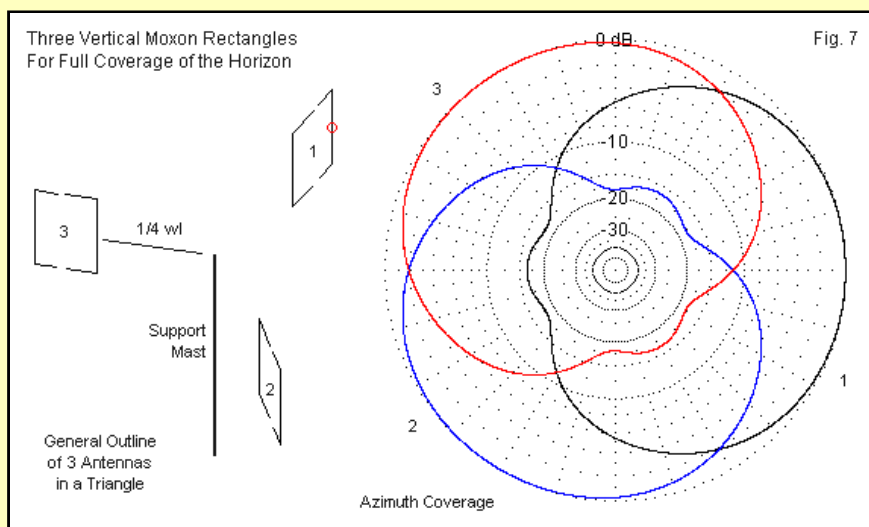 Three Vertical Moxon Rectangles
For Full Coverage of the Horizon
Fig. 7
0 dB
-10
-20
-30
3
1
2
1
3
2
1/4 wl
Support
Mast
General Outline
of 3 Antennas
in a Triangle
Azimuth Coverage